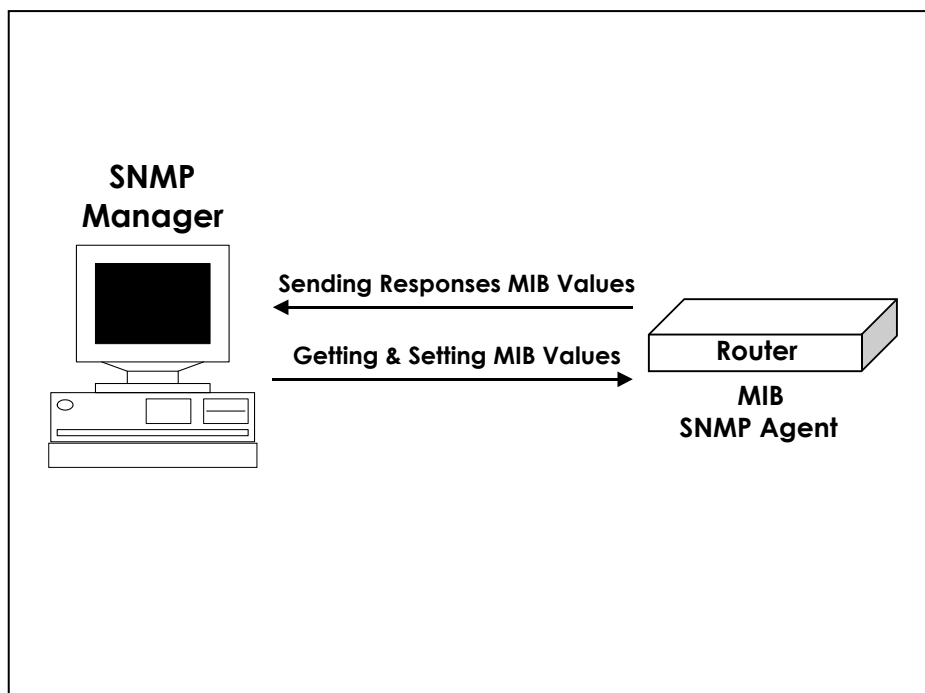 SNMP
Manager
Sending Responses MIB Values
Getting & Setting MIB Values
Router
MIB
SNMP Agent